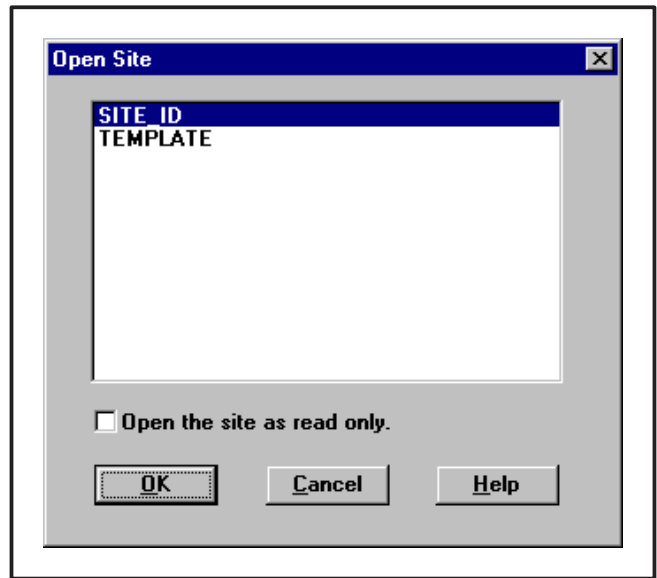 Open Site
SITE_ID
TEMPLATE
Open the site as read only.
OK Cancel Help